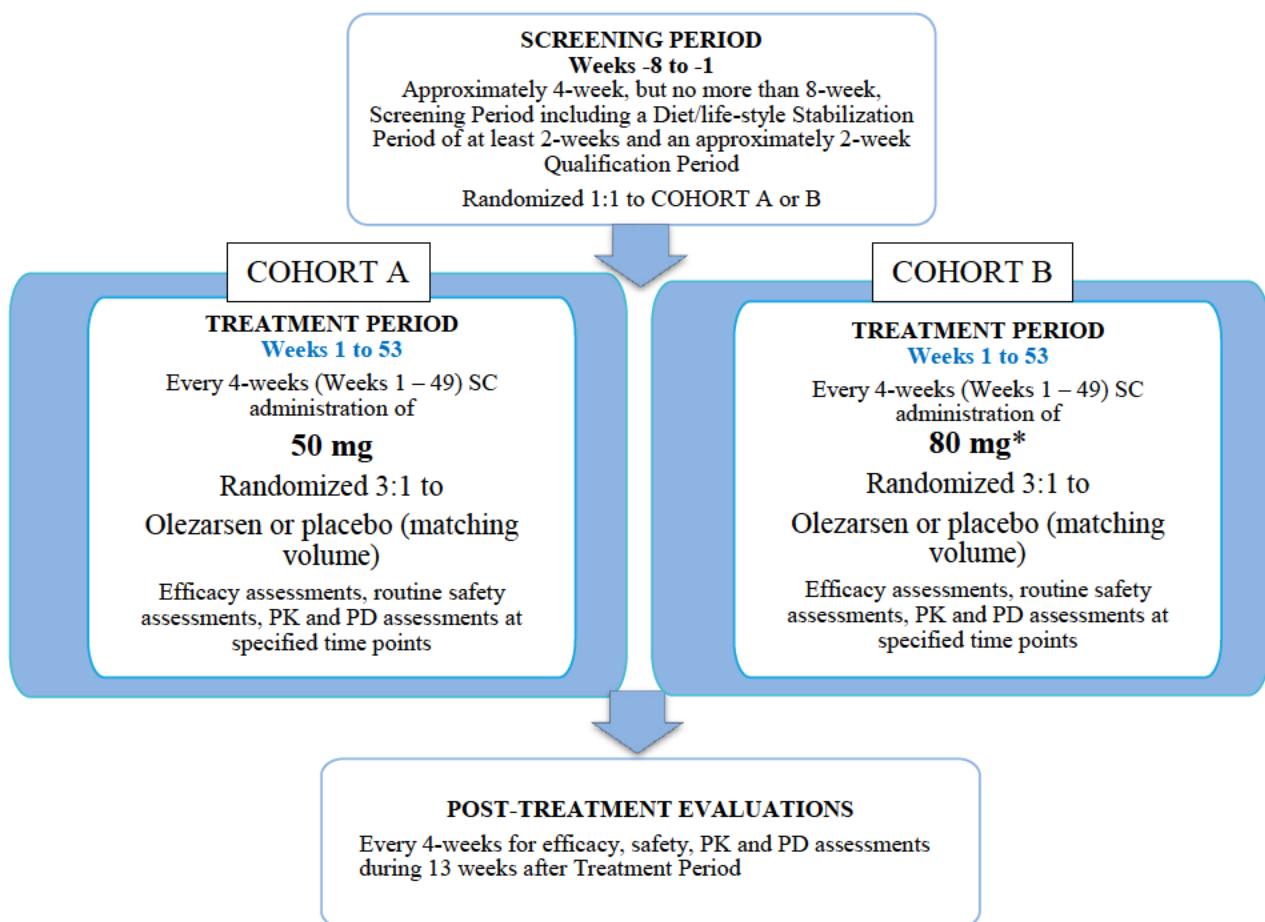 SCREENING PERIOD
Weeks -8 to -1
Approximately 4-week, but no more than 8-week,
Screening Period including a Diet/life-style Stabilization
Period of at least 2-weeks and an approximately 2-week
Qualification Period
Randomized 1:1 to COHORT A or B
COHORT A
TREATMENT PERIOD
Weeks 1 to 53
Every 4-weeks (Weeks 1 – 49) SC
administration of
50 mg
Randomized 3:1 to
Olezarsen or placebo (matching
volume)
Efficacy assessments, routine safety
assessments, PK and PD assessments at
specified time points
COHORT B
TREATMENT PERIOD
Weeks 1 to 53
Every 4-weeks (Weeks 1 – 49) SC
administration of
80 mg*
Randomized 3:1 to
Olezarsen or placebo (matching
volume)
Efficacy assessments, routine safety
assessments, PK and PD assessments at
specified time points
POST-TREATMENT EVALUATIONS
Every 4-weeks for efficacy, safety, PK and PD assessments
during 13 weeks after Treatment Period